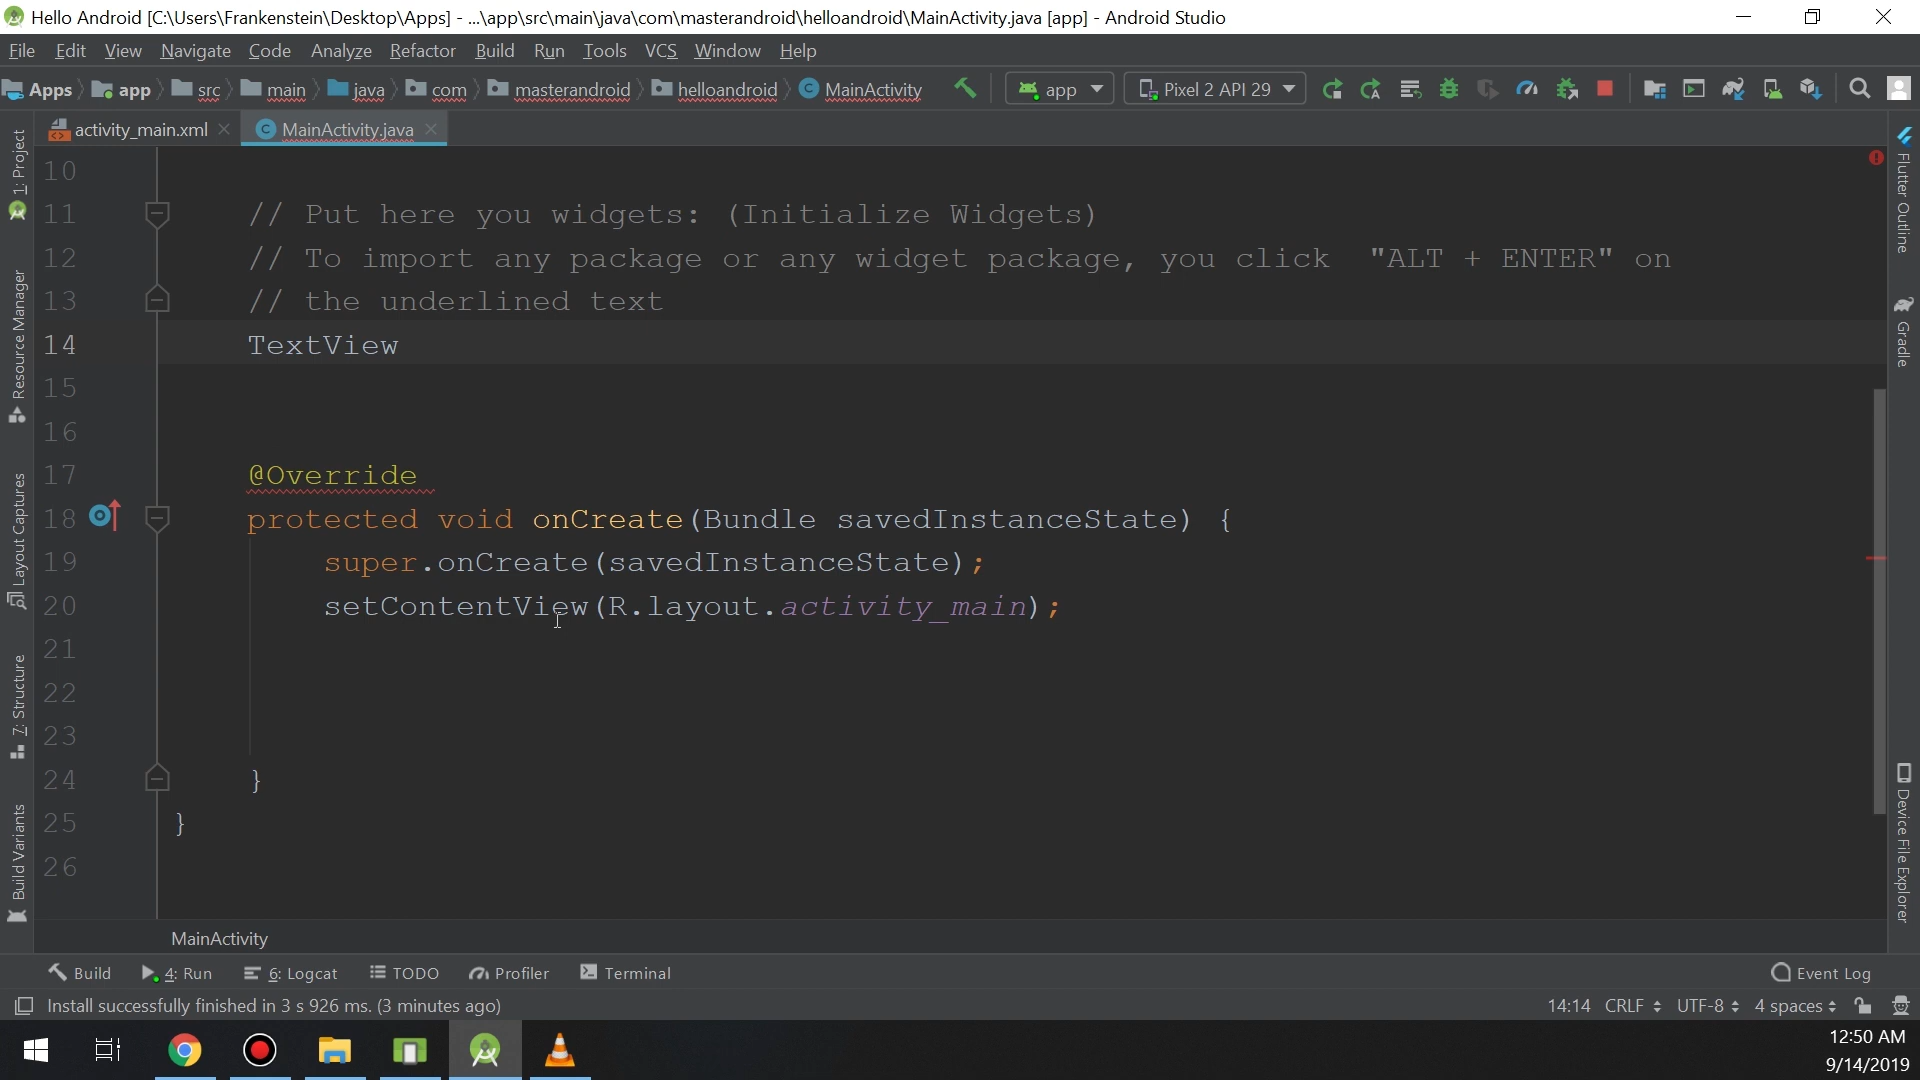 Hello Android [C:\Users\Frankenstein\Desktop\Apps] - ...\app\src\main\java\com\masterandroid\helloandroid\MainActivity.java [app] - Android Studio
File Edit View Navigate Code Analyze Refactor Build Run Tools VCS Window Help
Apps app src main java com masterandroid helloandroid MainActivity app Pixel 2 API 29
activity_main.xml MainActivity.java
1: Project
Resource Manager
Layout Captures
7: Structure
Build Variants
10
11 // Put here you widgets: (Initialize Widgets)
12 // To import any package or any widget package, you click "ALT + ENTER" on
13 // the underlined text
14 TextView
15
16
17 @Override
18 protected void onCreate(Bundle savedInstanceState) {
19 super.onCreate(savedInstanceState);
20 setContentView(R.layout.activity_main);
21
22
23
24 }
25 }
26
Flutter Outline
Gradle
Device File Explorer
MainActivity
Build 4: Run 6: Logcat TODO Profiler Terminal Event Log
Install successfully finished in 3 s 926 ms. (3 minutes ago) 14:14 CRLF UTF-8 4 spaces
12:50 AM
9/14/2019